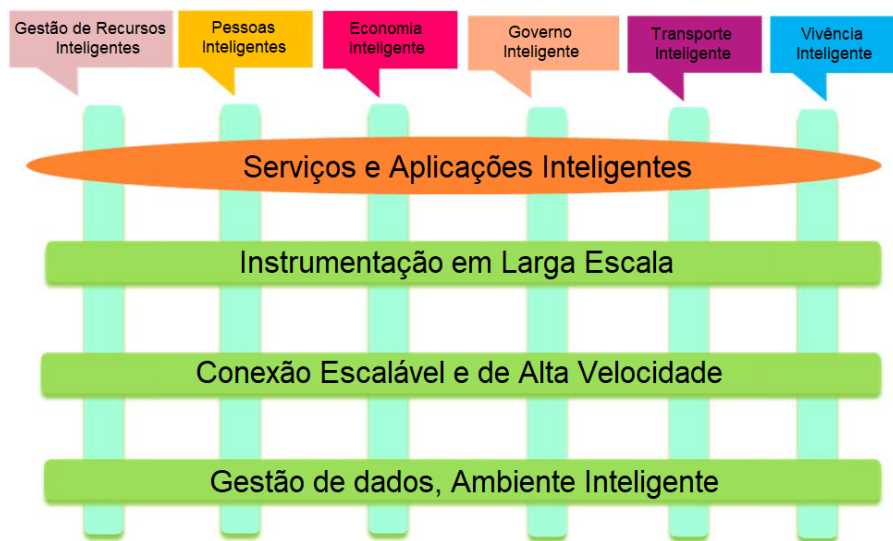 Gestão de Recursos
Inteligentes
Pessoas
Inteligentes
Economia
Inteligente
Governo
Inteligente
Transporte
Inteligente
Vivência
Inteligente
Serviços e Aplicações Inteligentes
Instrumentação em Larga Escala
Conexão Escalável e de Alta Velocidade
Gestão de dados, Ambiente Inteligente